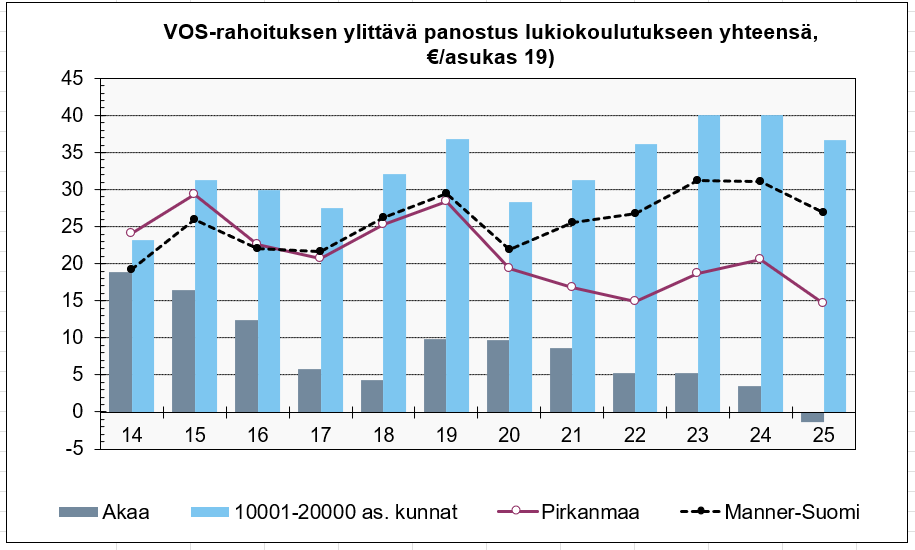 VOS-rahoituksen ylittävä panostus lukiokoulutukseen yhteensä,
€/asukas 19)
45
40
35
30
25
20
15
10
5
0
-5
14 15 16 17 18 19 20 21 22 23 24 25
Akaa 10001-20000 as. kunnat Pirkanmaa Manner-Suomi